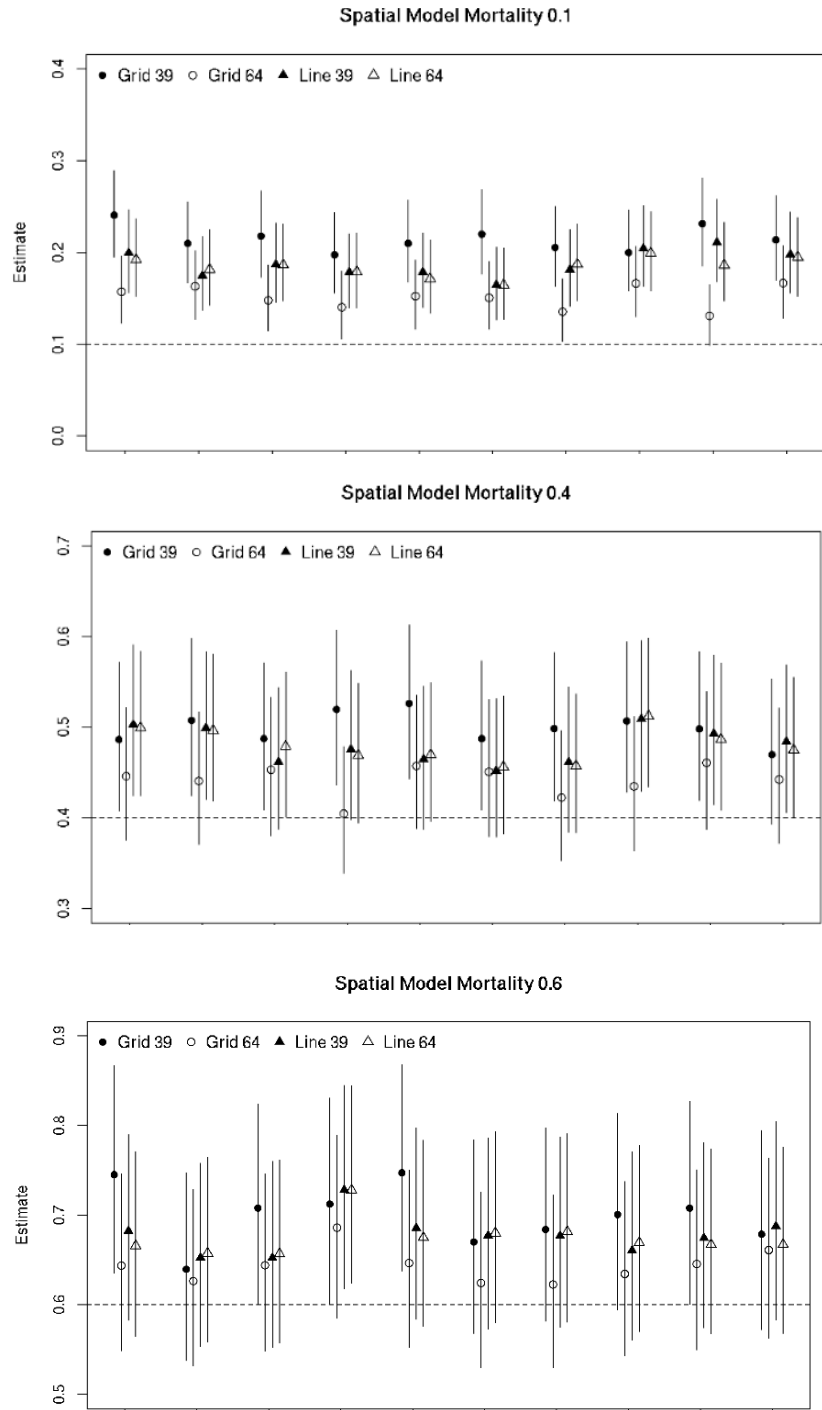 Spatial Model Mortality 0.1
● Grid 39 ○ Grid 64 ▲ Line 39 △ Line 64
0.4
0.3
0.2
0.1
0.0
Estimate
Spatial Model Mortality 0.4
● Grid 39 ○ Grid 64 ▲ Line 39 △ Line 64
0.7
0.6
0.5
0.4
0.3
Spatial Model Mortality 0.6
● Grid 39 ○ Grid 64 ▲ Line 39 △ Line 64
0.9
0.8
0.7
0.6
0.5
Estimate